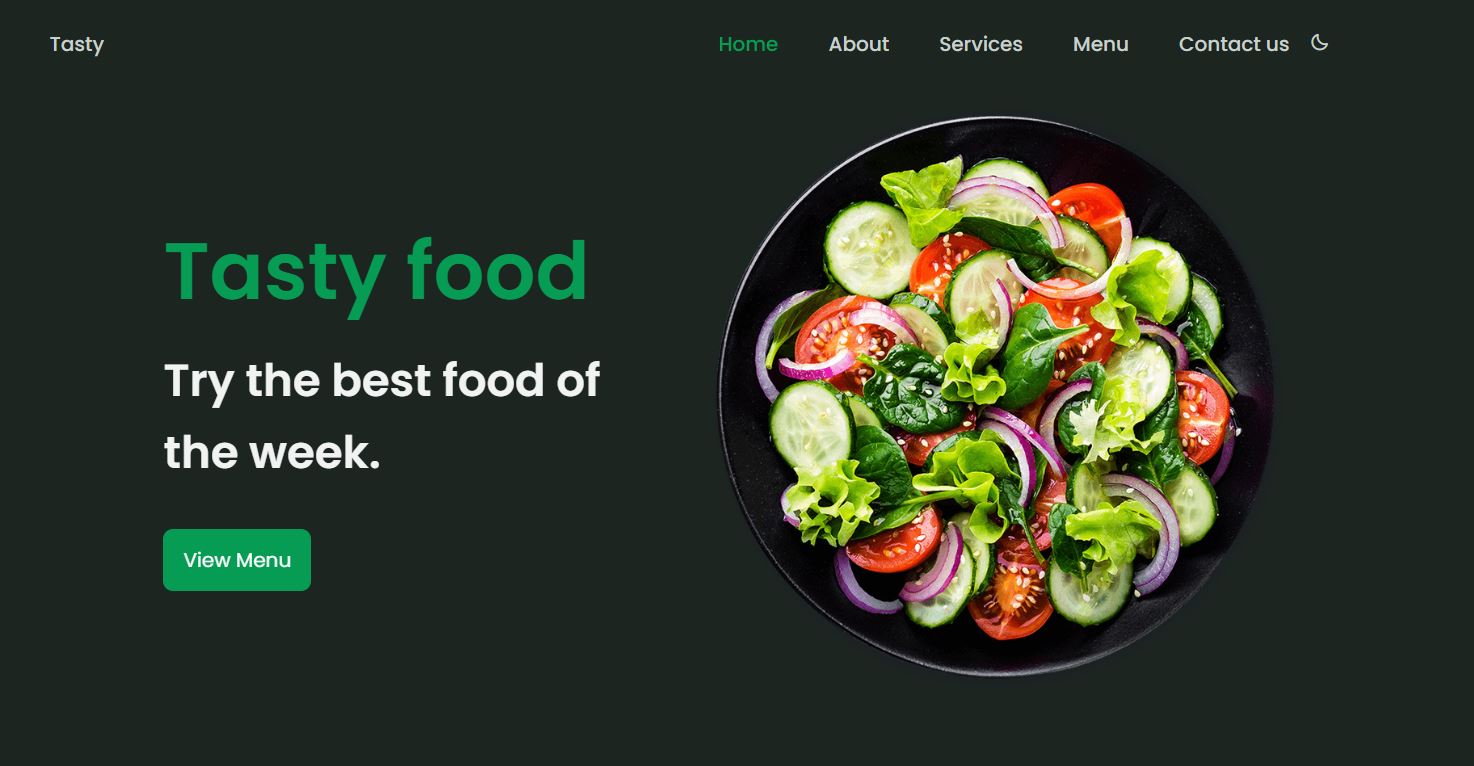 Tasty
Home About Services Menu Contact us
Tasty food
Try the best food of
the week.
View Menu